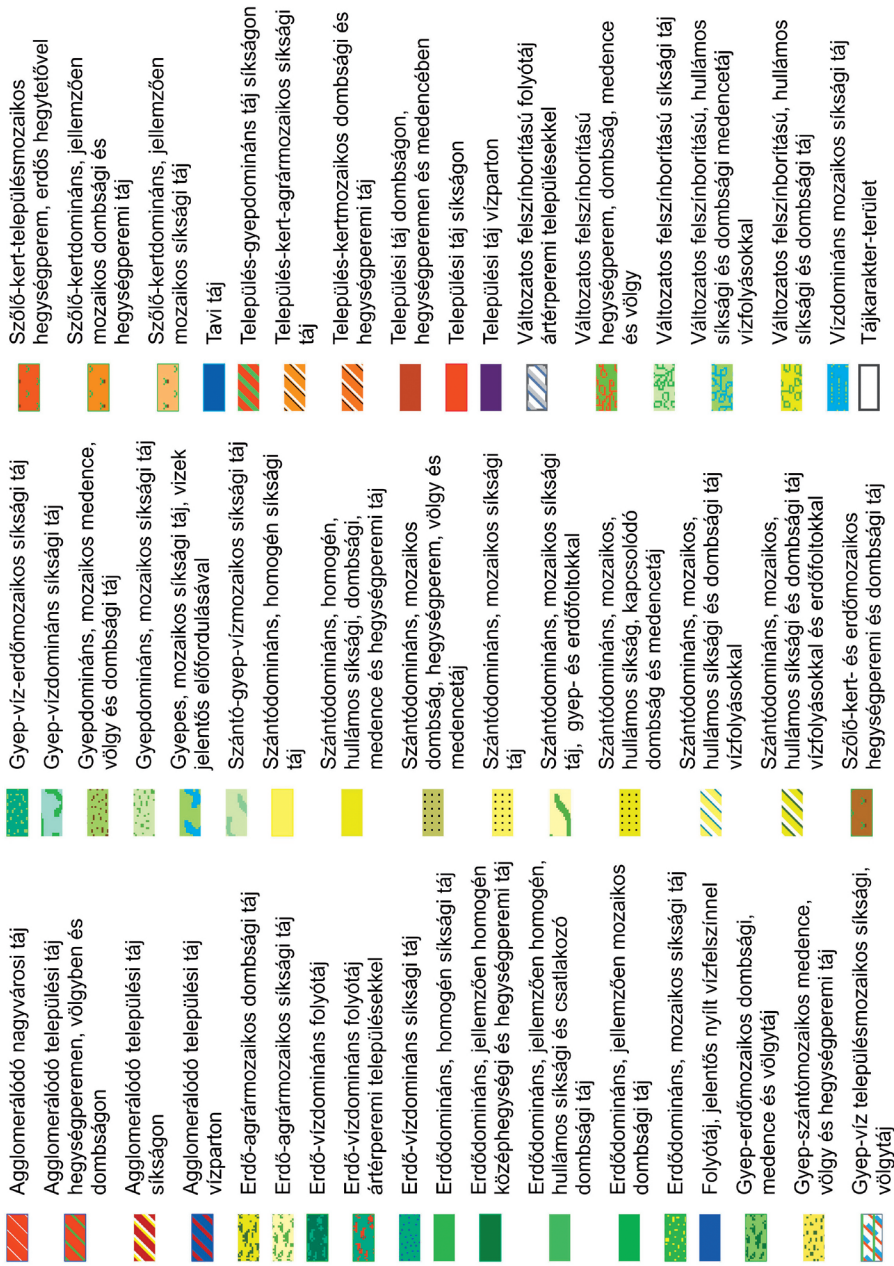 Agglomerálódó nagyvárosi táj
Agglomerálódó települési táj
hegységperemen, völgyben és
dombságon
Agglomerálódó települési táj
síkságon
Agglomerálódó települési táj
vízparton
Erdő-agrármozaikos dombsági táj
Erdő-agrármozaikos síksági táj
Erdő-vízdomináns folyótáj
Erdő-vízdomináns folyótáj
ártérperemi településekkel
Erdő-vízdomináns síksági táj
Erdődomináns, homogén síksági táj
Erdődomináns, jellemzően homogén
középhegységi és hegységperemi táj
Erdődomináns, jellemzően homogén,
hullámos síksági és csatlakozó
dombsági táj
Erdődomináns, jellemzően mozaikos
dombsági táj
Erdődomináns, mozaikos síksági táj
Folyótáj, jelentős nyílt vízfelszínnel
Gyep-erdőmozaikos dombsági,
medence és völgytáj
Gyep-szántómozaikos medence,
völgy és hegységperemi táj
Gyep-víz településmozaikos síksági,
völgytáj
Gyep-víz-erdőmozaikos síksági táj
Gyep-vízdomináns síksági táj
Gyepdomináns, mozaikos medence,
völgy és dombsági táj
Gyepdomináns, mozaikos síksági táj
Gyepes, mozaikos síksági táj, vizek
jelentős előfordulásával
Szántó-gyep-vízmozaikos síksági táj
Szántódomináns, homogén síksági
táj
Szántódomináns, homogén,
hullámos síksági, dombsági,
medence és hegységperemi táj
Szántódomináns, mozaikos
dombság, hegységperem, völgy és
medencetáj
Szántódomináns, mozaikos síksági
táj
Szántódomináns, mozaikos síksági
táj, gyep- és erdőfoltokkal
Szántódomináns, mozaikos,
hullámos síkság, kapcsolódó
dombság és medencetáj
Szántódomináns, mozaikos,
hullámos síksági és dombsági táj
vízfolyásokkal
Szántódomináns, mozaikos,
hullámos síksági és dombsági táj
vízfolyásokkal és erdőfoltokkal
Szőlő-kert- és erdőmozaikos
hegységperemi és dombsági táj
Szőlő-kert-településmozaikos
hegységperem, erdős hegytetővel
Szőlő-kertdomináns, jellemzően
mozaikos dombsági és
hegységperemi táj
Szőlő-kertdomináns, jellemzően
mozaikos síksági táj
Tavi táj
Település-gyepdomináns táj síkságon
Település-kert-agrármozaikos síksági
táj
Település-kertmozaikos dombsági és
hegységperemi táj
Települési táj dombságon,
hegységperemen és medencében
Települési táj síkságon
Települési táj vízparton
Változatos felszínborítású folyótáj
ártérperemi településekkel
Változatos felszínborítású
hegységperem, dombság, medence
és völgy
Változatos felszínborítású síksági táj
Változatos felszínborítású, hullámos
síksági és dombsági medencetáj
vízfolyásokkal
Változatos felszínborítású, hullámos
síksági és dombsági táj
Vízdomináns mozaikos síksági táj
Tájkarakter-terület